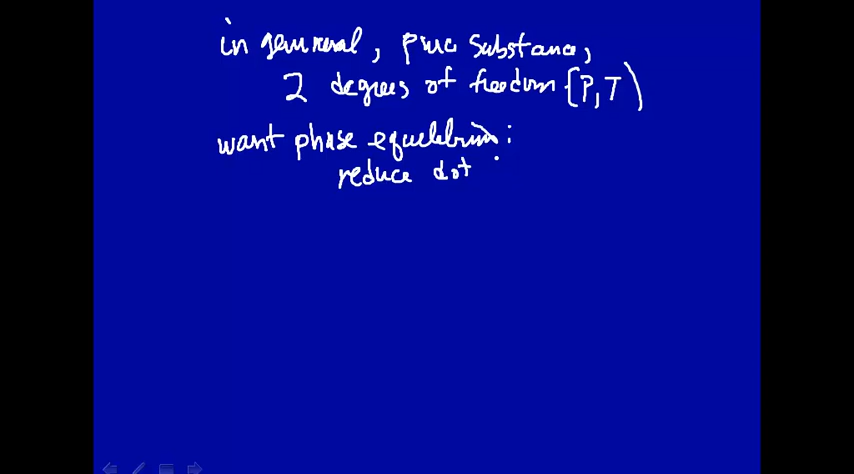 in general, pure substance,
2 degrees of freedom {P,T)
want phase equilibrium:
reduce dof